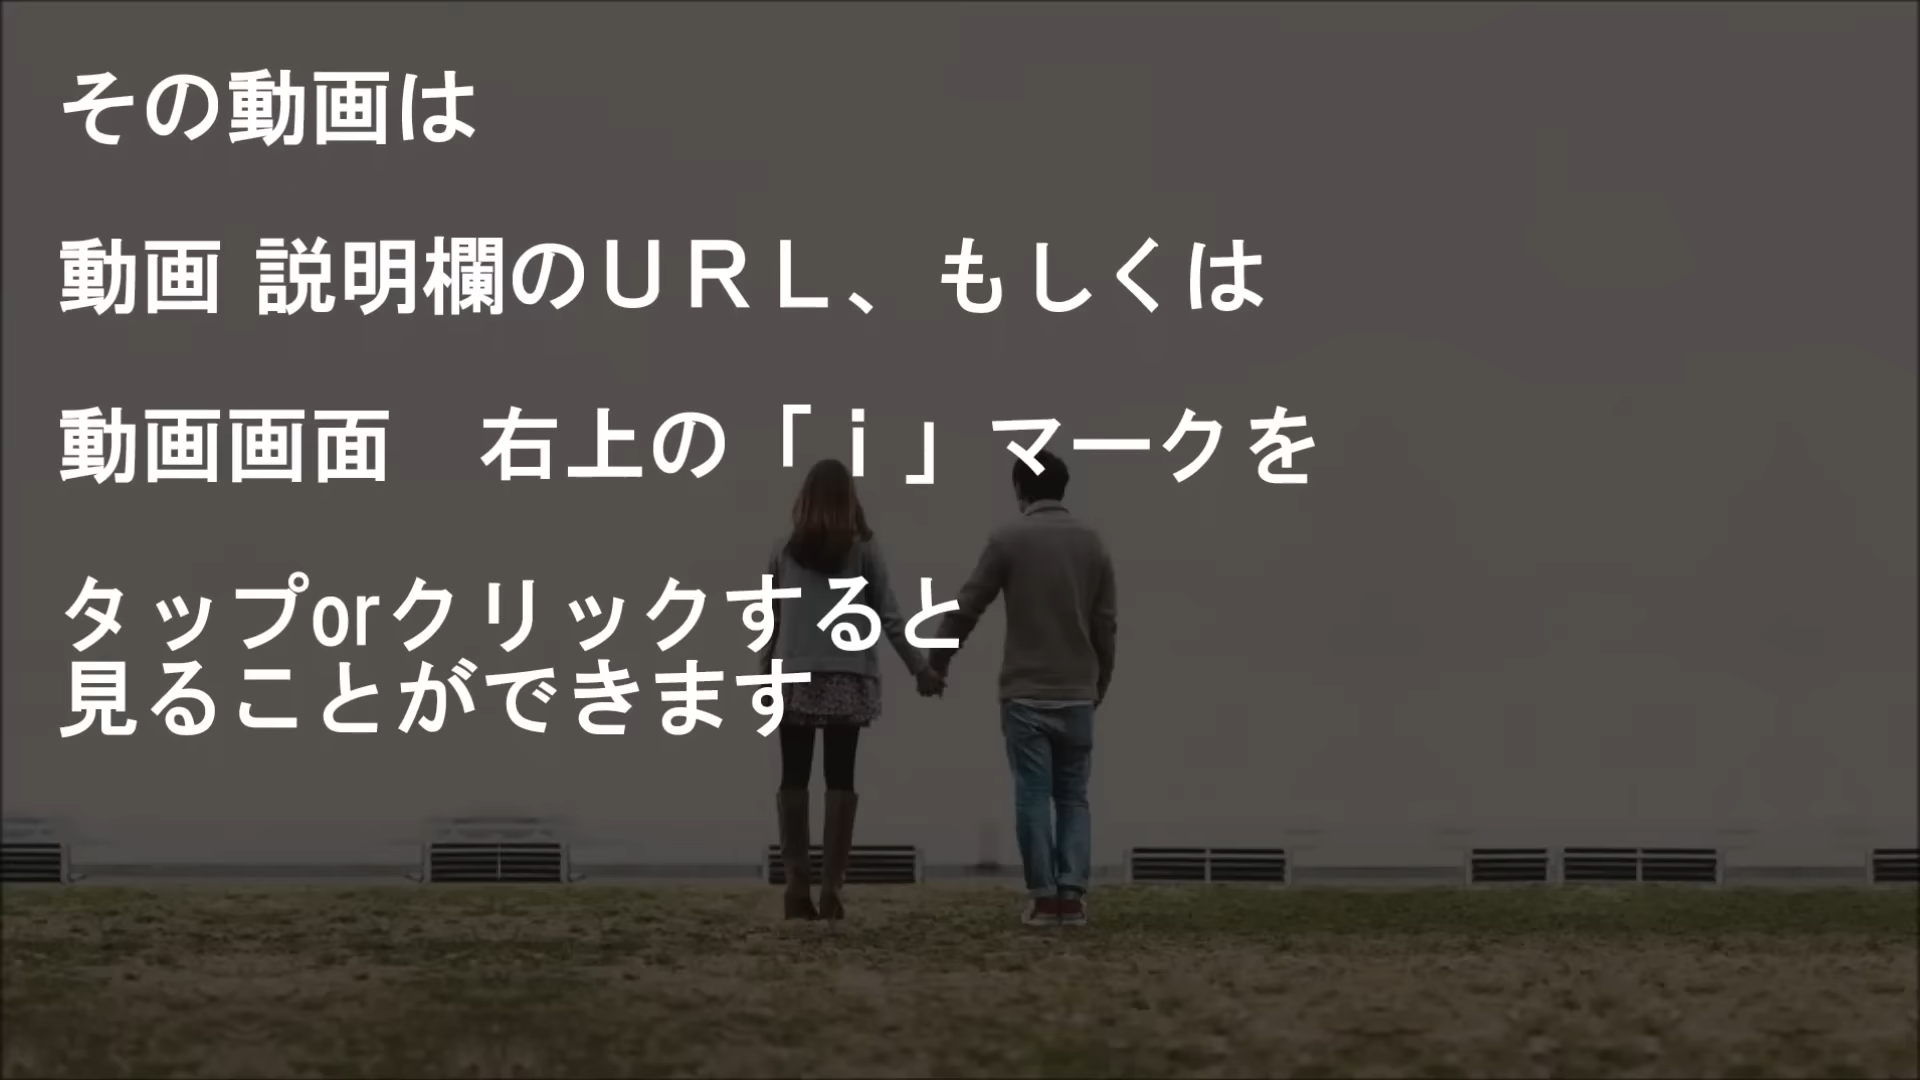 その動画は
動画 説明欄のＵＲＬ、もしくは
動画画面　右上の「ｉ」マークを
タップorクリックすると
見ることができます